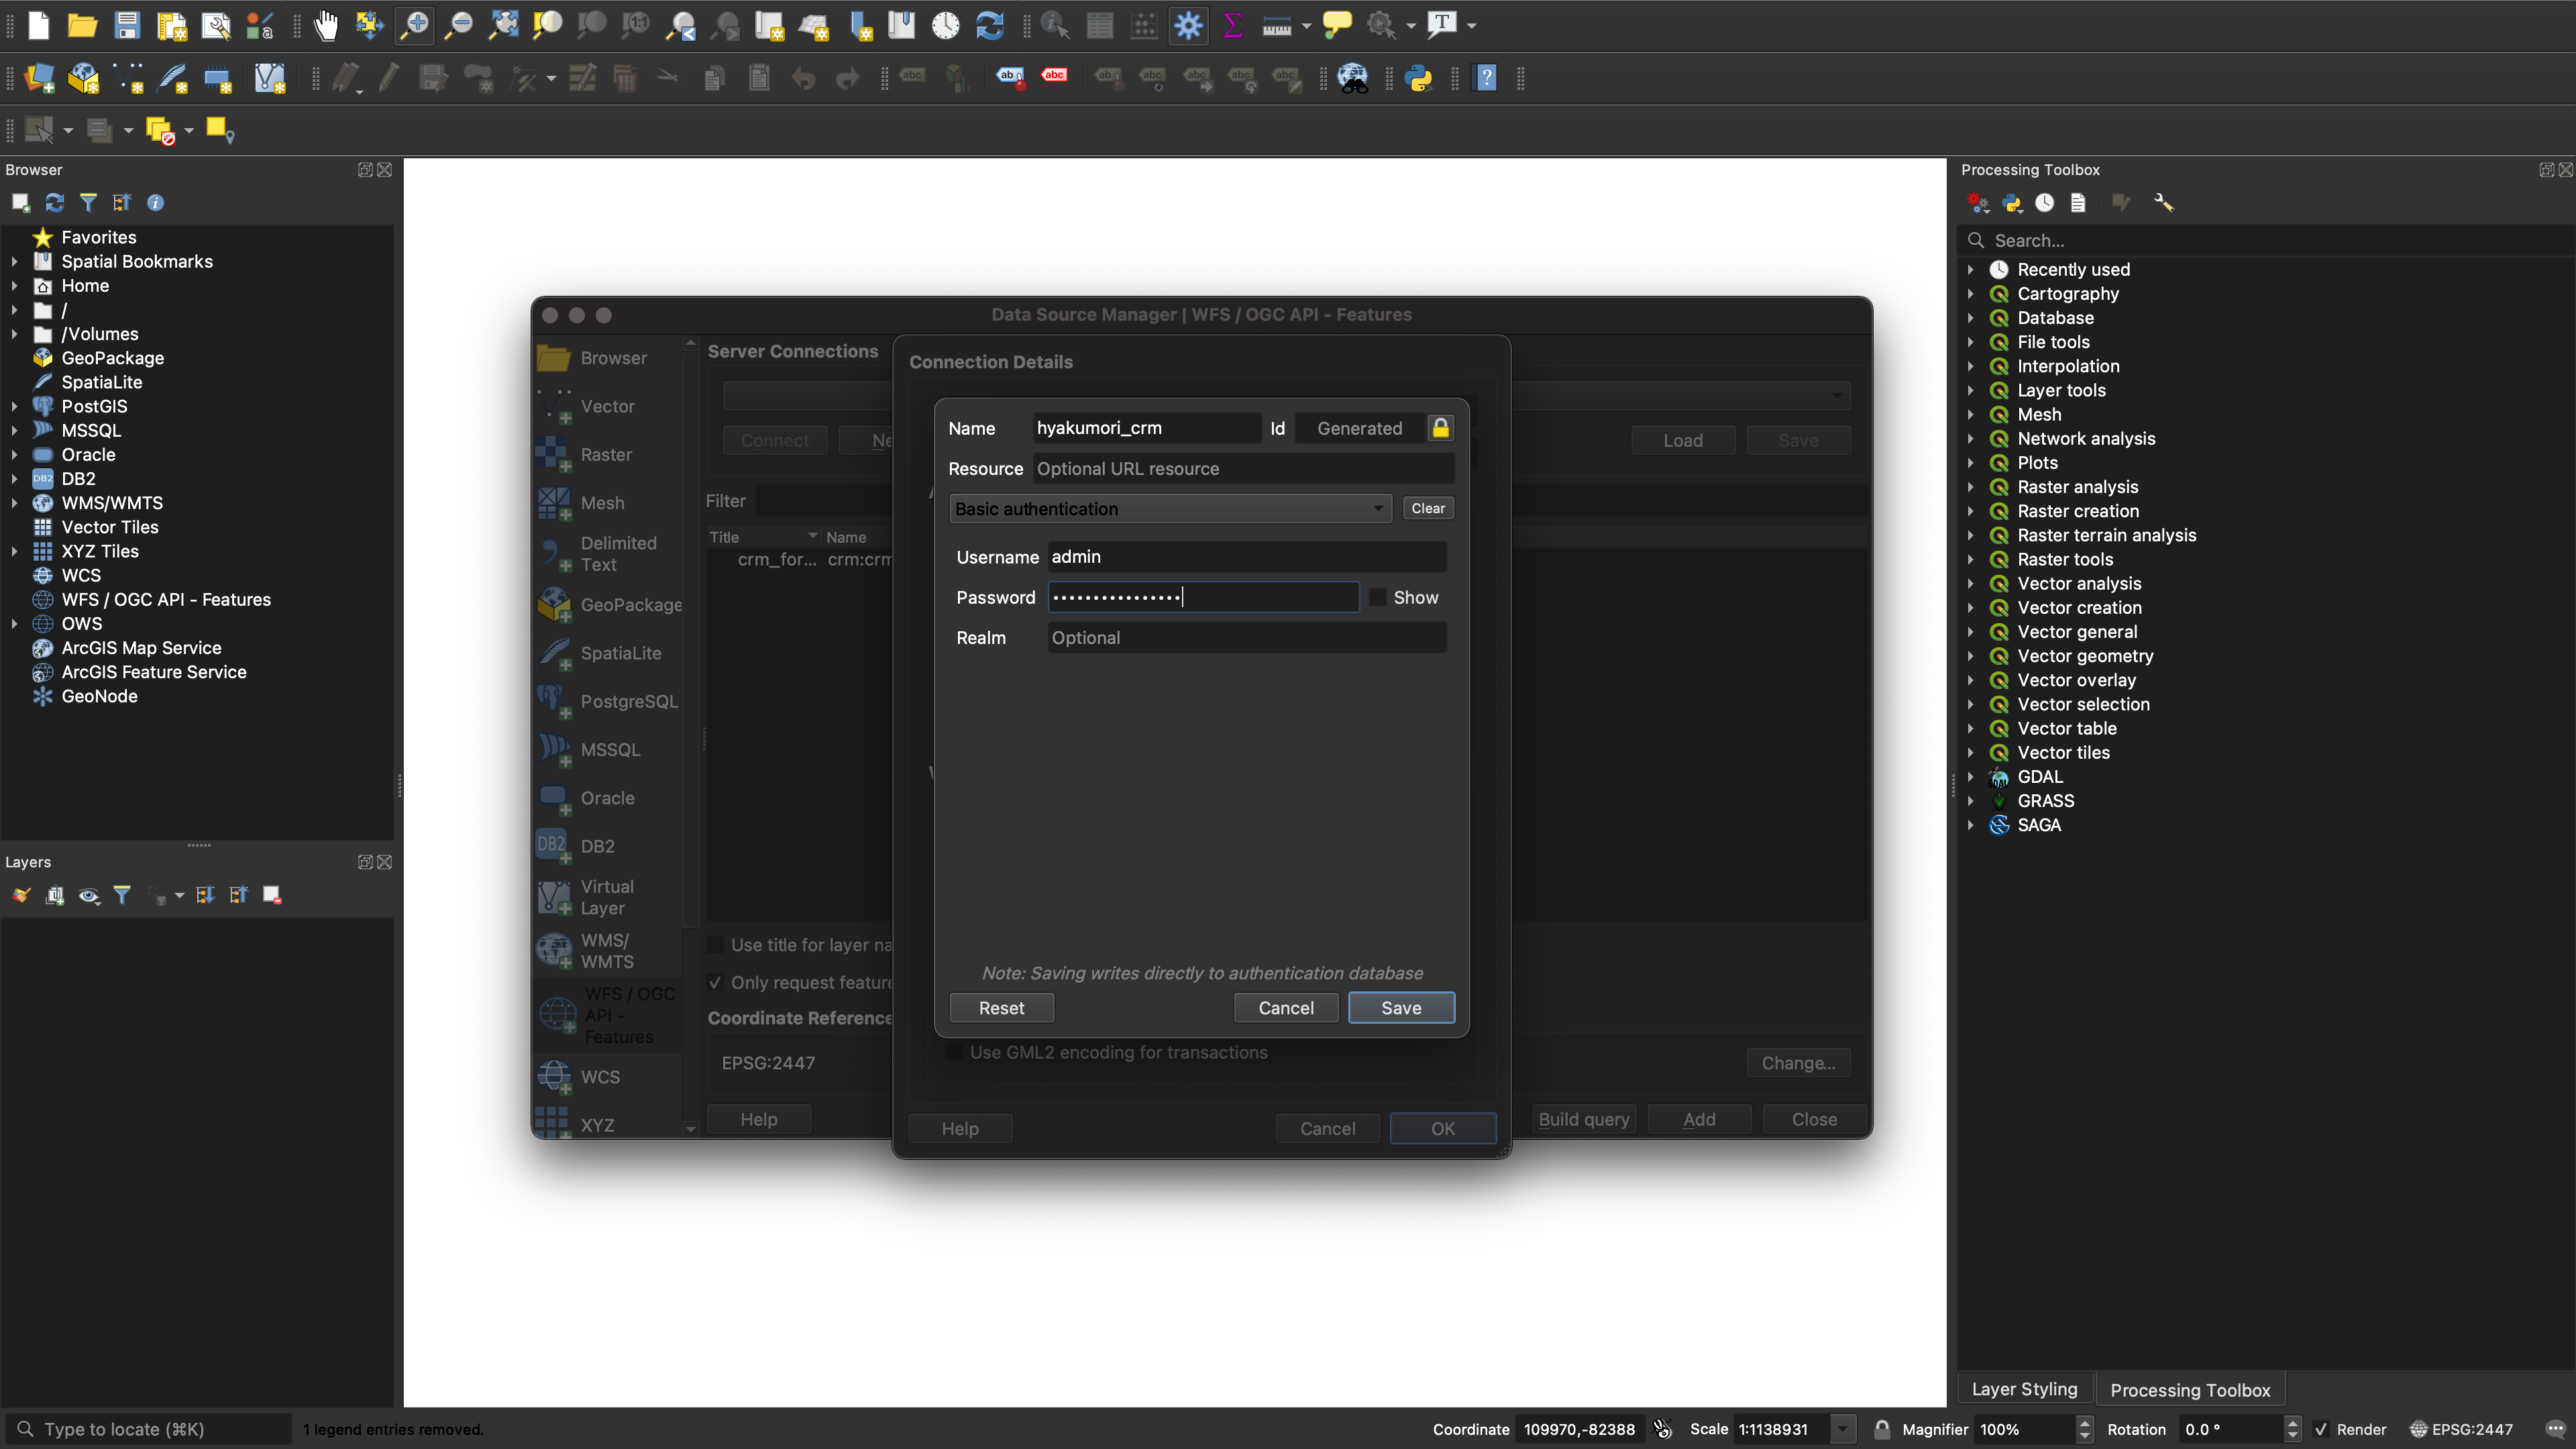 Browser
Favorites
Spatial Bookmarks
Home
/
/Volumes
GeoPackage
SpatiaLite
PostGIS
MSSQL
Oracle
DB2
WMS/WMTS
Vector Tiles
XYZ Tiles
WCS
WFS / OGC API - Features
OWS
ArcGIS Map Service
ArcGIS Feature Service
GeoNode
Layers
Data Source Manager | WFS / OGC API - Features
Browser
Vector
Raster
Mesh
Delimited
Text
GeoPackage
SpatiaLite
PostgreSQL
MSSQL
Oracle
DB2
Virtual
Layer
WMS/
WMTS
WFS / OGC
API -
Features
WCS
XYZ
Server Connections
Connect
Load Save
Filter
Title Name
crm_for...
Use title for layer na
Only request feature
Coordinate Reference
EPSG:2447
Change...
Help
Build query Add Close
Connection Details
Name hyakumori_crm Id Generated
Resource Optional URL resource
Basic authentication Clear
Username admin
Password •••••••••••••••• Show
Realm Optional
Note: Saving writes directly to authentication database
Reset Cancel Save
Use GML2 encoding for transactions
Help Cancel OK
Processing Toolbox
Search...
Recently used
Cartography
Database
File tools
Interpolation
Layer tools
Mesh
Network analysis
Plots
Raster analysis
Raster creation
Raster terrain analysis
Raster tools
Vector analysis
Vector creation
Vector general
Vector geometry
Vector overlay
Vector selection
Vector table
Vector tiles
GDAL
GRASS
SAGA
Layer Styling Processing Toolbox
Type to locate (⌘K) 1 legend entries removed. Coordinate 109970,-82388 Scale 1:1138931 Magnifier 100% Rotation 0.0 ° Render EPSG:2447